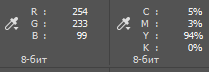 R : 254 C : 5%
G : 233 M : 3%
B : 99 Y : 94%
K : 0%
8-бит 8-бит